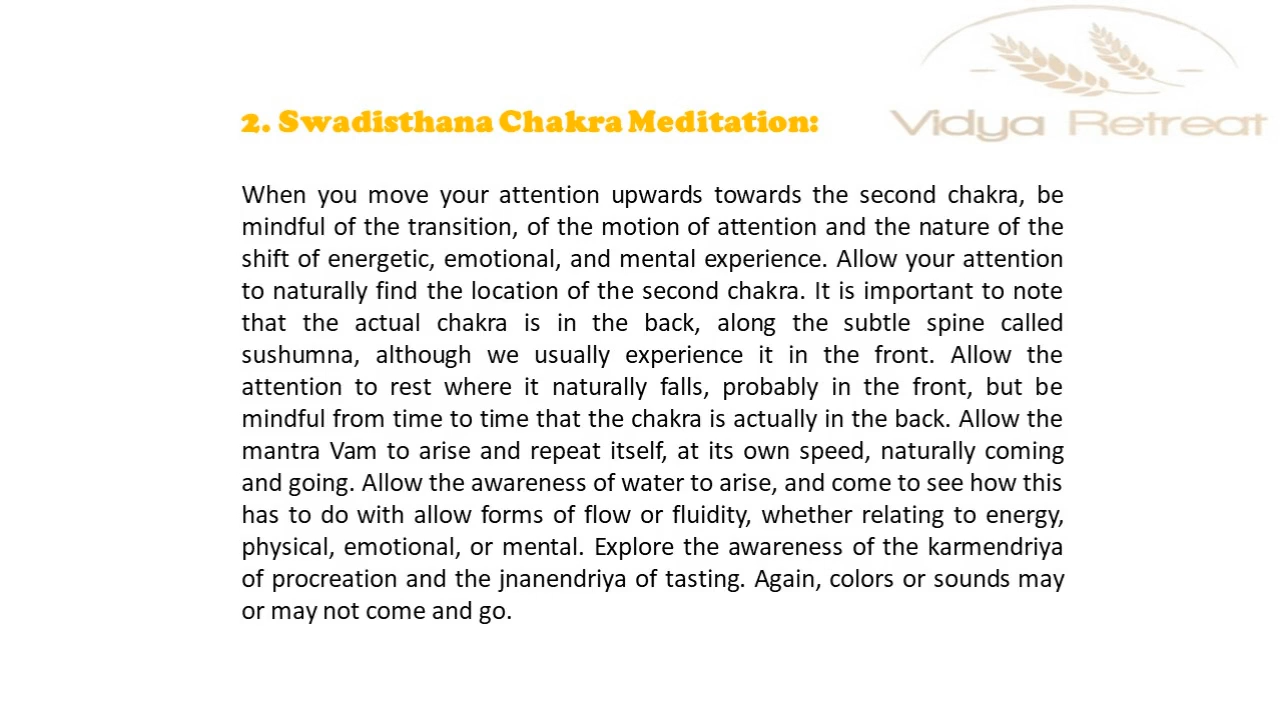 Vidya Retreat
2. Swadisthana Chakra Meditation:
When you move your attention upwards towards the second chakra, be
mindful of the transition, of the motion of attention and the nature of the
shift of energetic, emotional, and mental experience. Allow your attention
to naturally find the location of the second chakra. It is important to note
that the actual chakra is in the back, along the subtle spine called
sushumna, although we usually experience it in the front. Allow the
attention to rest where it naturally falls, probably in the front, but be
mindful from time to time that the chakra is actually in the back. Allow the
mantra Vam to arise and repeat itself, at its own speed, naturally coming
and going. Allow the awareness of water to arise, and come to see how this
has to do with allow forms of flow or fluidity, whether relating to energy,
physical, emotional, or mental. Explore the awareness of the karmendriya
of procreation and the jnanendriya of tasting. Again, colors or sounds may
or may not come and go.